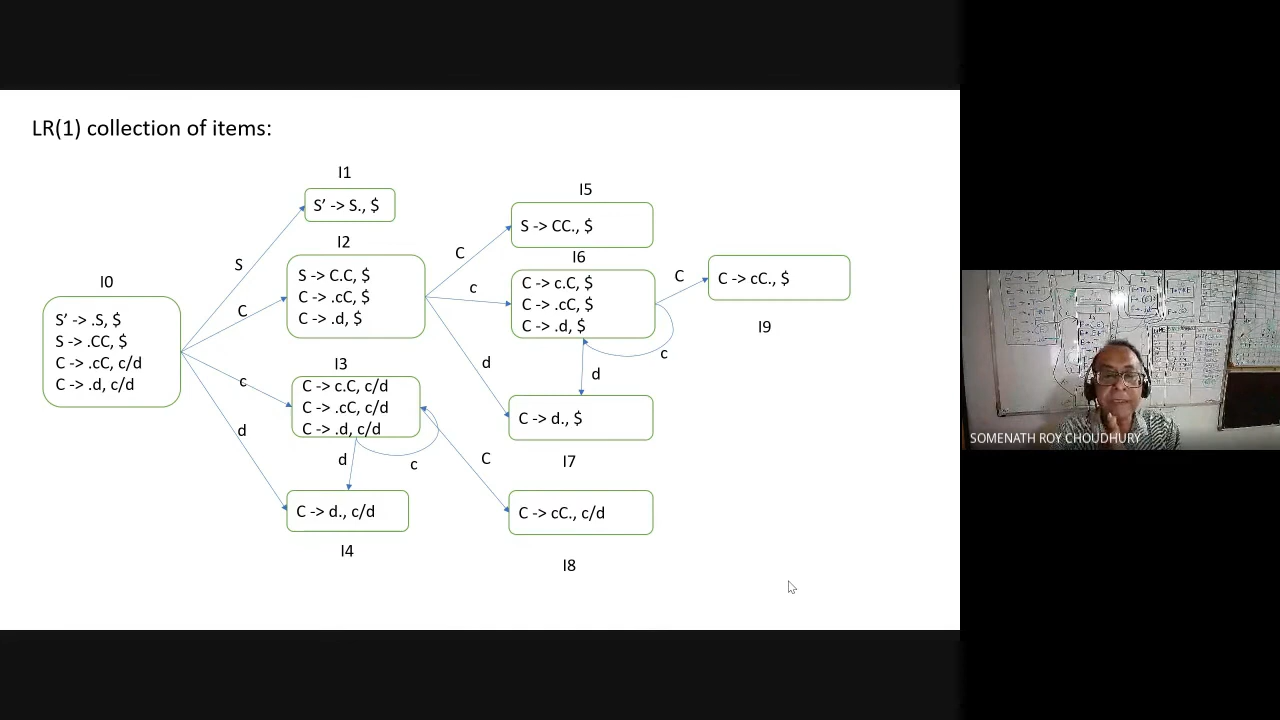 LR(1) collection of items:
I0
S' -> .S, $
S -> .CC, $
C -> .cC, c/d
C -> .d, c/d
S
C
c
d
I1
S' -> S., $
I2
S -> C.C, $
C -> .cC, $
C -> .d, $
I3
C -> c.C, c/d
C -> .cC, c/d
C -> .d, c/d
d
c
C -> d., c/d
I4
C
c
d
C
I5
S -> CC., $
I6
C -> c.C, $
C -> .cC, $
C -> .d, $
C
c
d
C -> d., $
I7
C -> cC., c/d
I8
C -> cC., $
I9
SOMENATH ROY CHOUDHURY